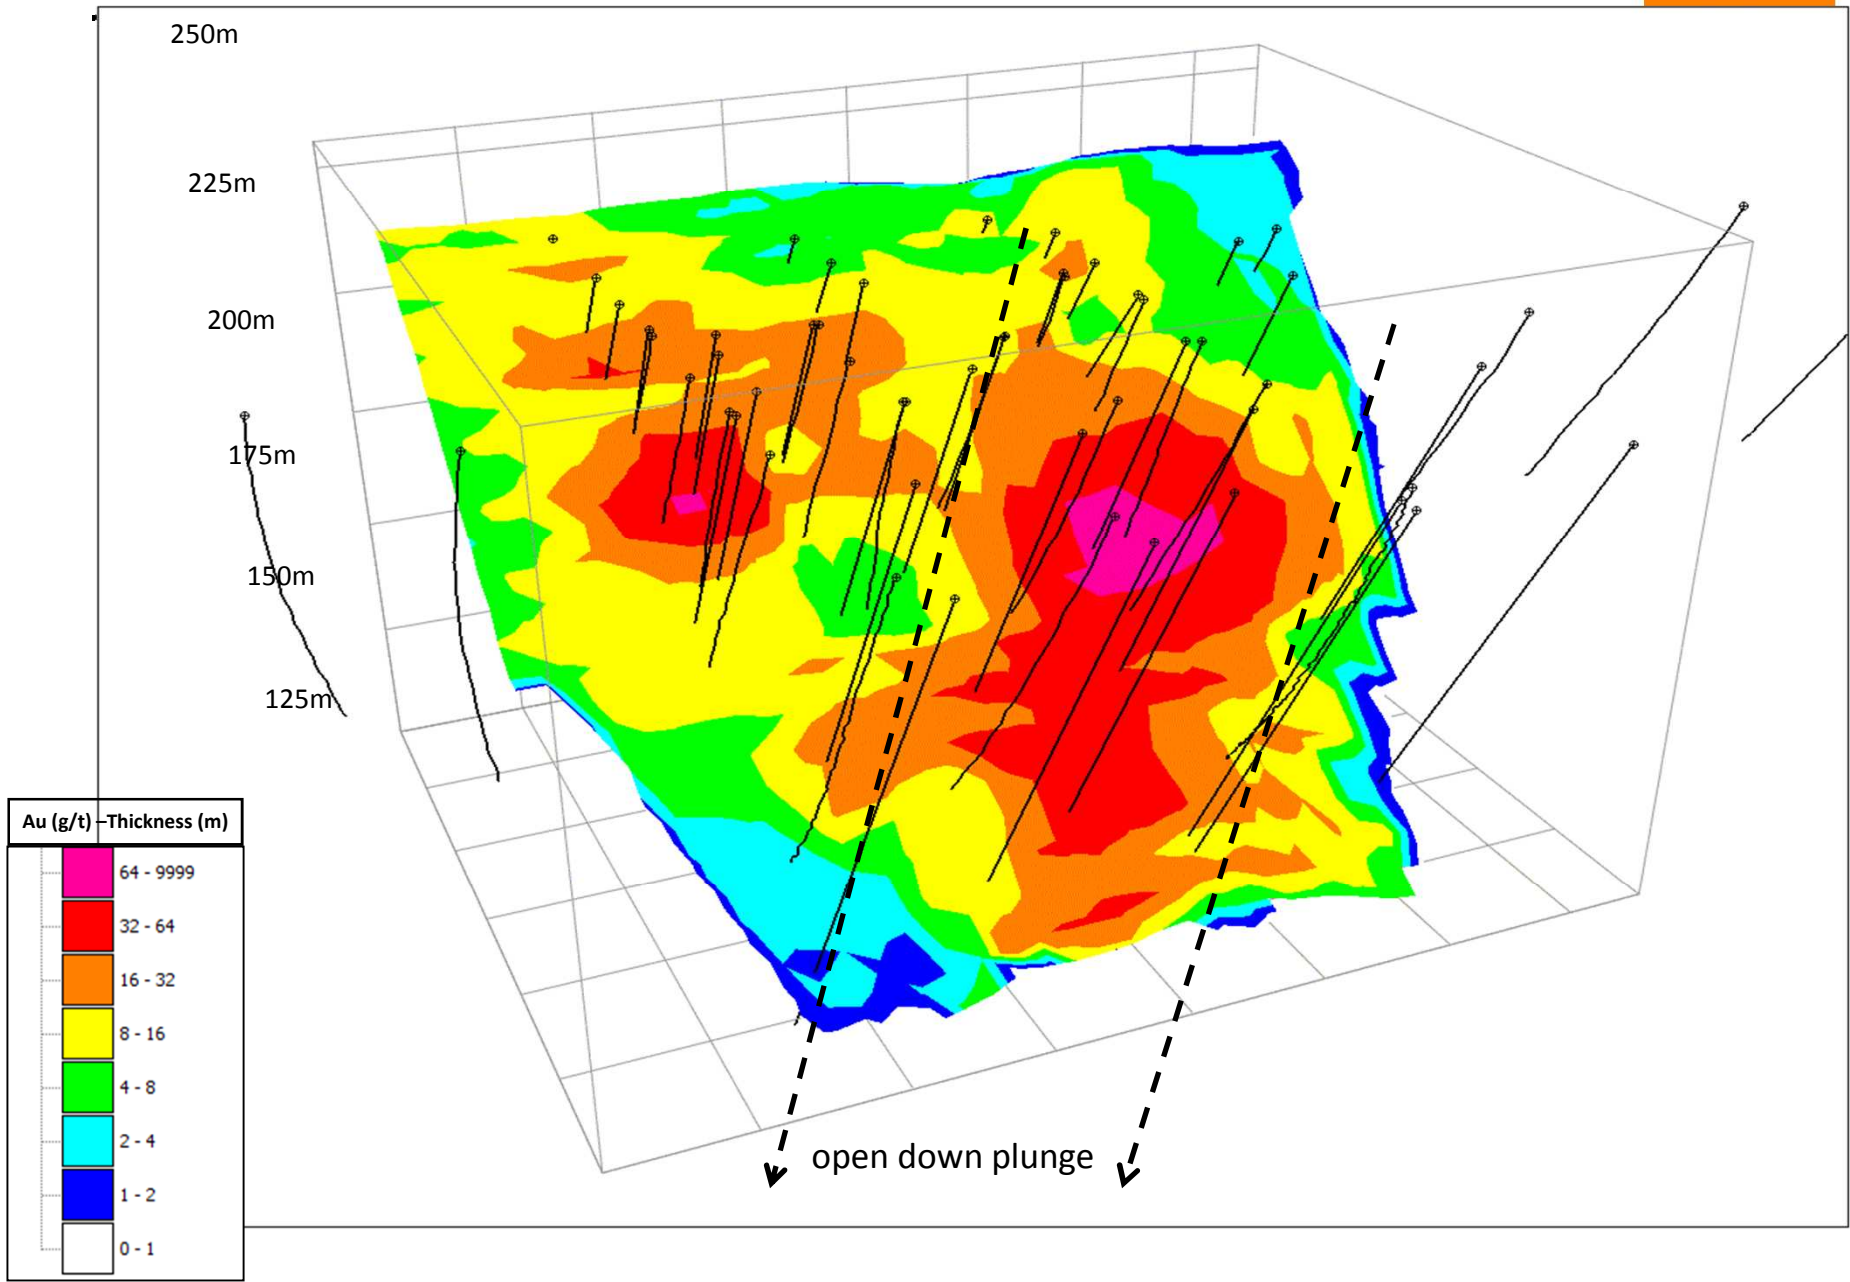 250m
225m
200m
175m
150m
125m
Au (g/t) –Thickness (m)
64 - 9999
32 - 64
16 - 32
8 - 16
4 - 8
2 - 4
1 - 2
0 - 1
open down plunge